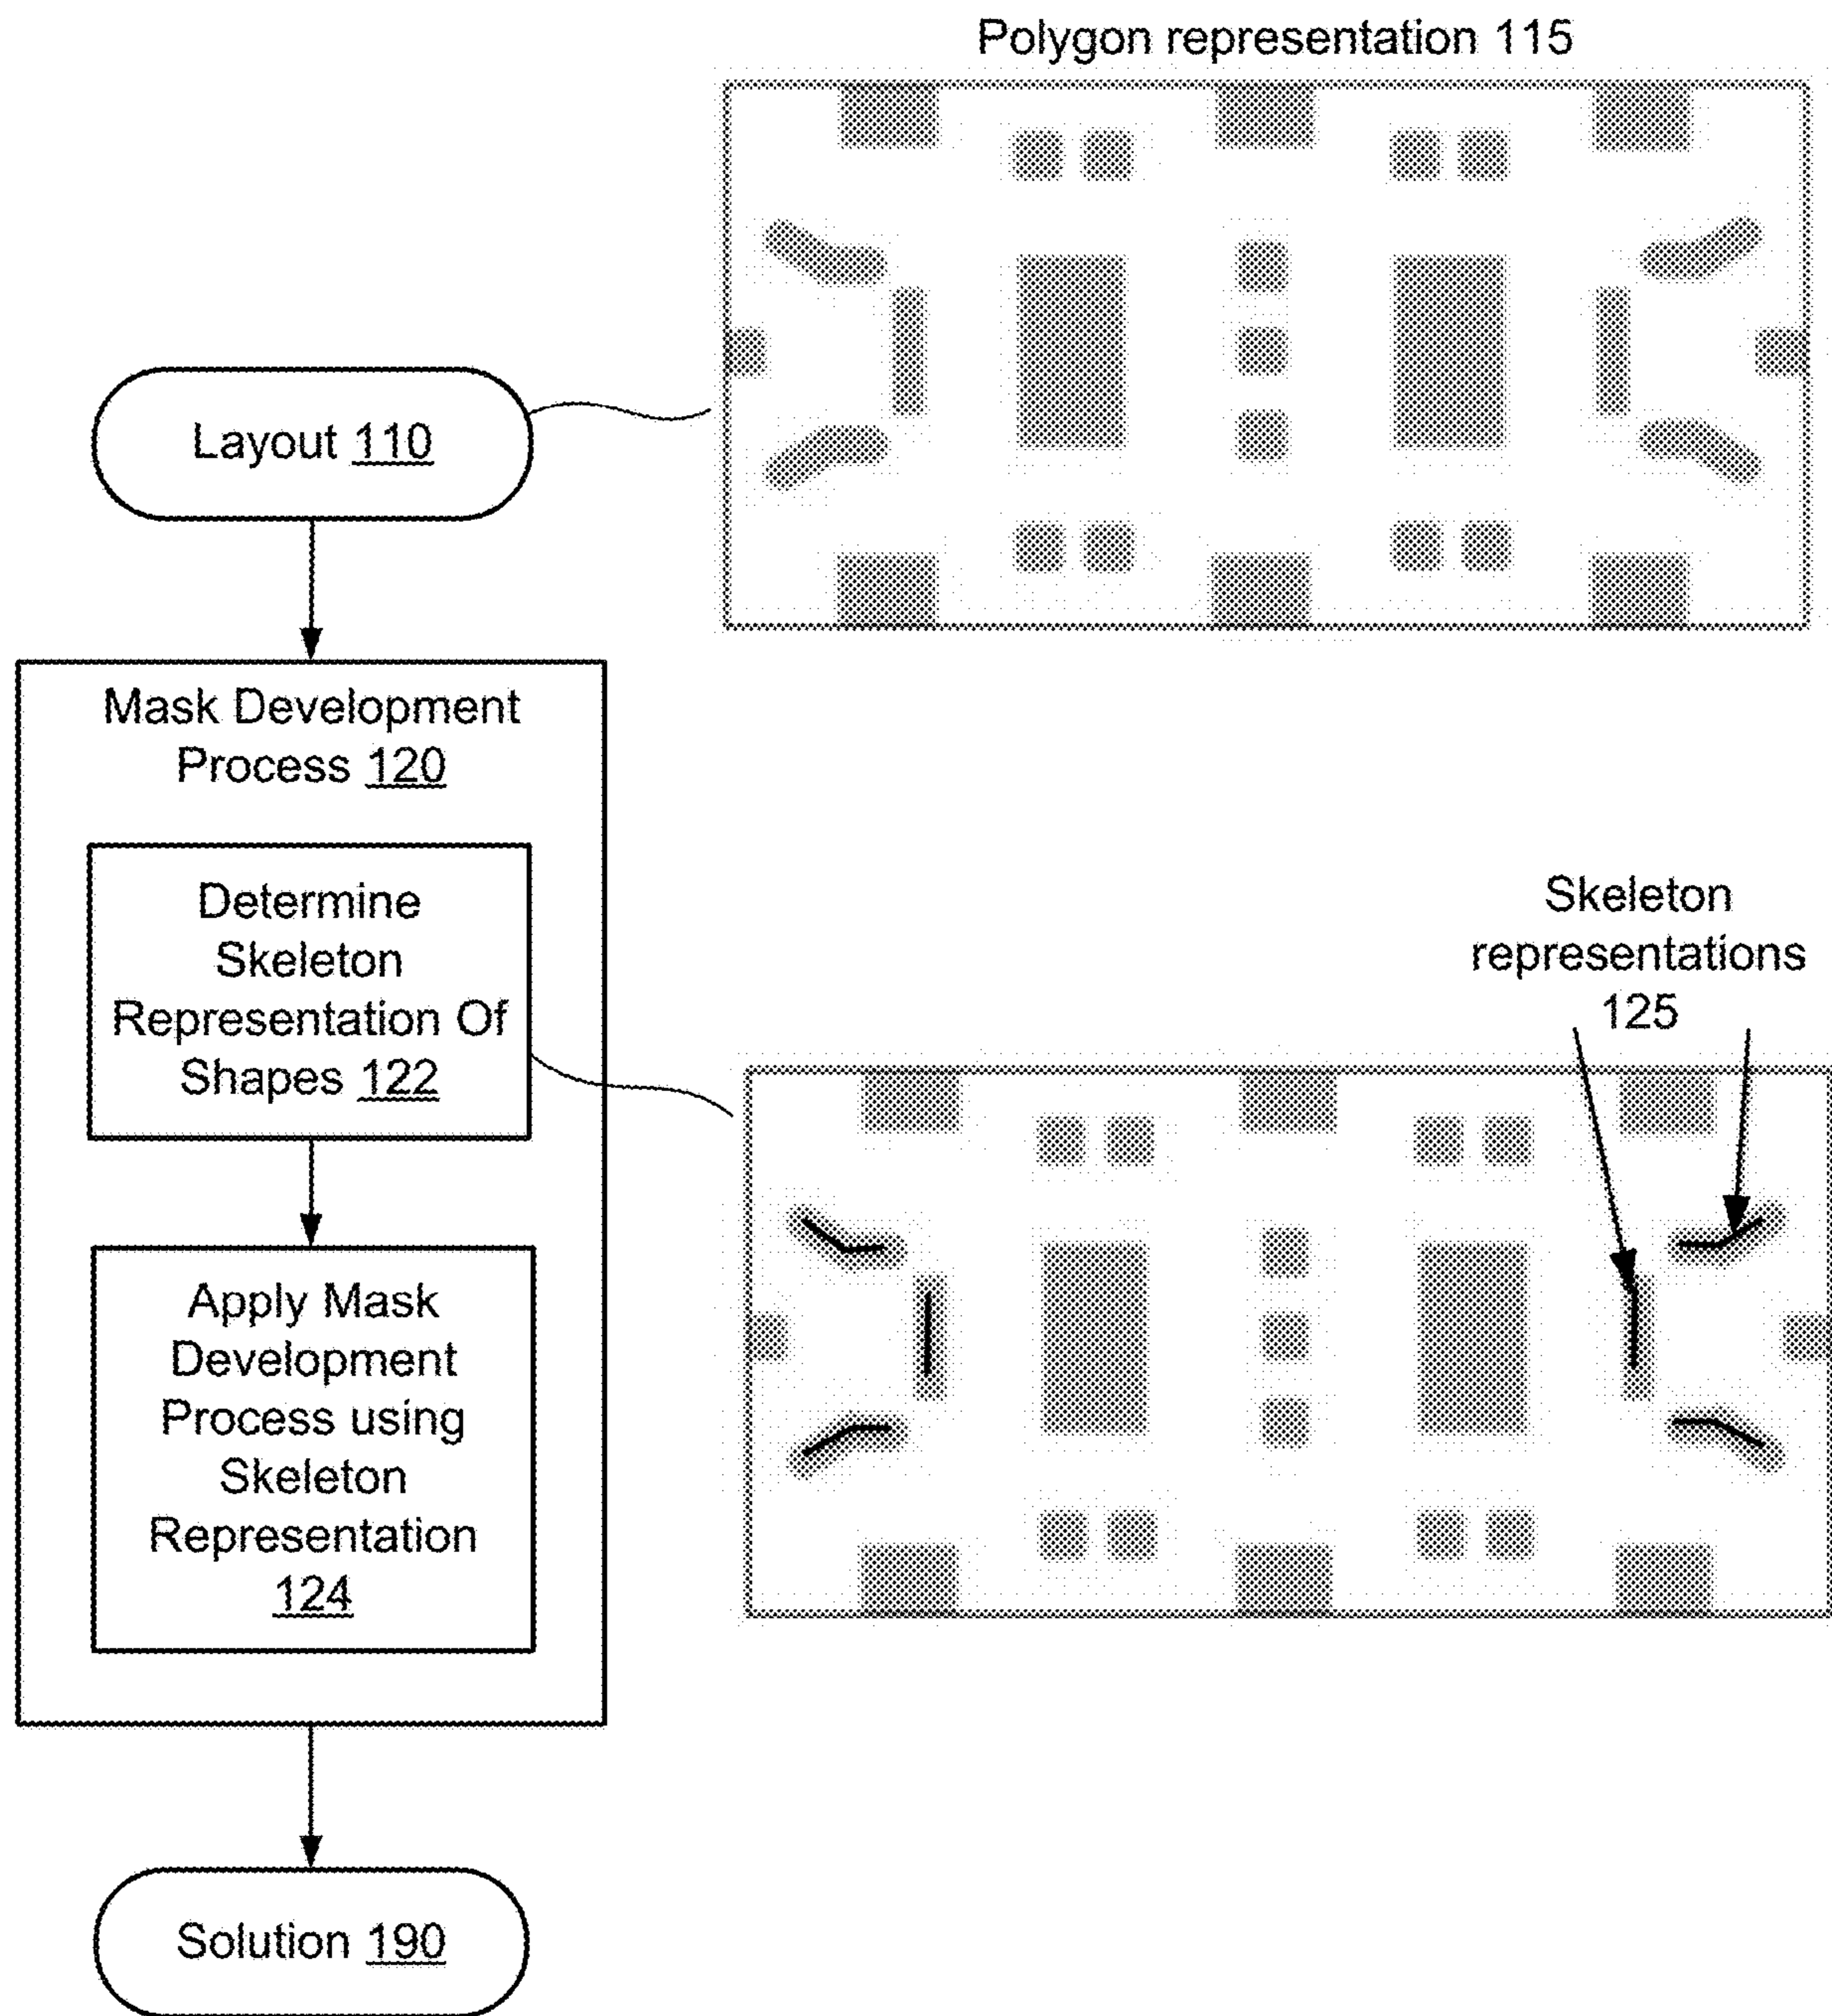 Polygon representation 115
Layout 110
Mask Development
Process 120
Determine
Skeleton
Representation Of
Shapes 122
Skeleton
representations
125
Apply Mask
Development
Process using
Skeleton
Representation
124
Solution 190